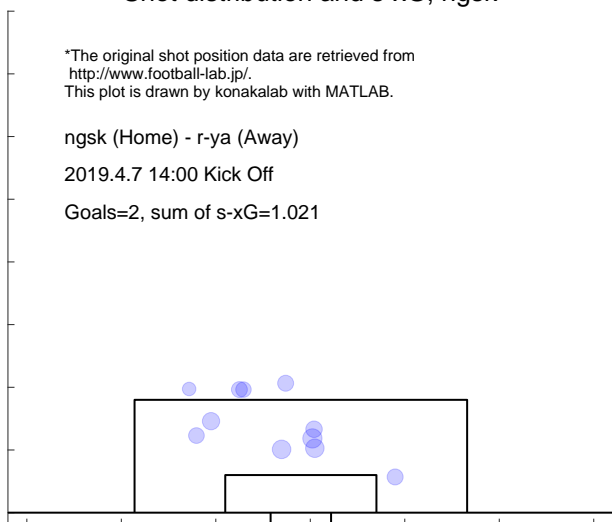 *The original shot position data are retrieved from
http://www.football-lab.jp/.
This plot is drawn by konakalab with MATLAB.
ngsk (Home) - r-ya (Away)
2019.4.7 14:00 Kick Off
Goals=2, sum of s-xG=1.021